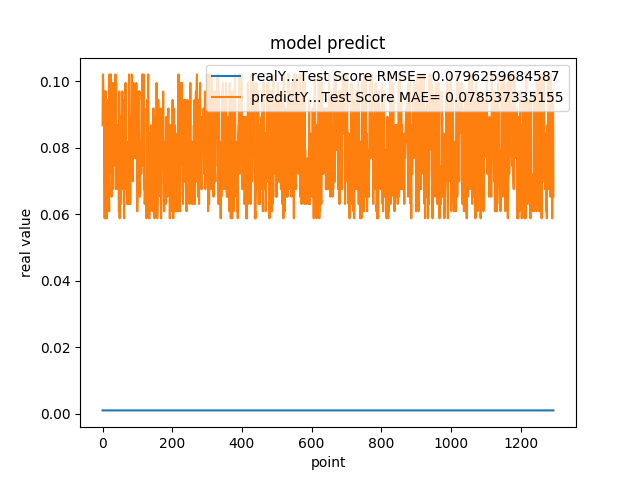 model predict
realY...Test Score RMSE= 0.0796259684587
predictY...Test Score MAE= 0.078537335155
0.10
0.08
0.06
0.04
0.02
0.00
real value
0 200 400 600 800 1000 1200
point